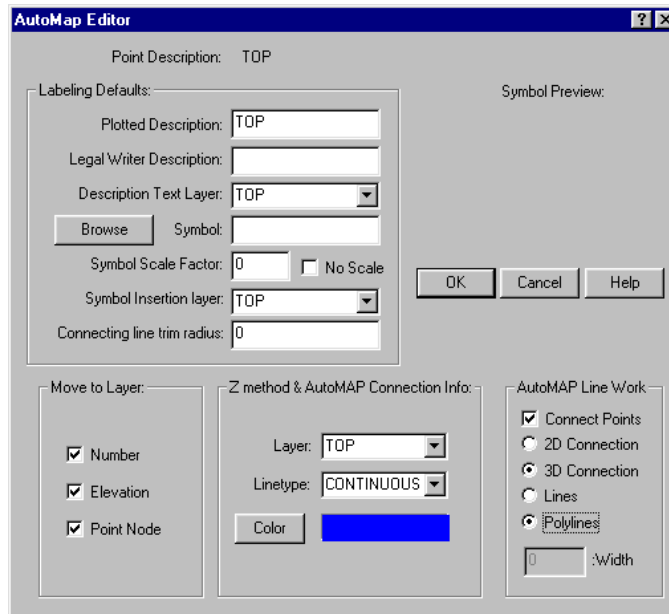 AutoMap Editor
Point Description: TOP
Labeling Defaults:
Plotted Description: TOP
Legal Writer Description:
Description Text Layer: TOP
Browse Symbol:
Symbol Scale Factor: 0 No Scale
Symbol Insertion layer: TOP
Connecting line trim radius: 0
Symbol Preview:
OK Cancel Help
Move to Layer:
Number
Elevation
Point Node
Z method & AutoMAP Connection Info:
Layer: TOP
Linetype: CONTINUOUS
Color
AutoMAP Line Work
Connect Points
2D Connection
3D Connection
Lines
Polylines
0 :Width